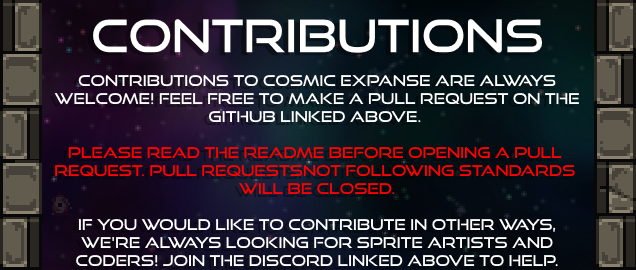 CONTRIBUTIONS
CONTRIBUTIONS TO COSMIC EXPANSE ARE ALWAYS
WELCOME! FEEL FREE TO MAKE A PULL REQUEST ON THE
GITHUB LINKED ABOVE.
PLEASE READ THE README BEFORE OPENING A PULL
REQUEST. PULL REQUESTSNOT FOLLOWING STANDARDS
WILL BE CLOSED.
IF YOU WOULD LIKE TO CONTRIBUTE IN OTHER WAYS,
WE'RE ALWAYS LOOKING FOR SPRITE ARTISTS AND
CODERS! JOIN THE DISCORD LINKED ABOVE TO HELP.